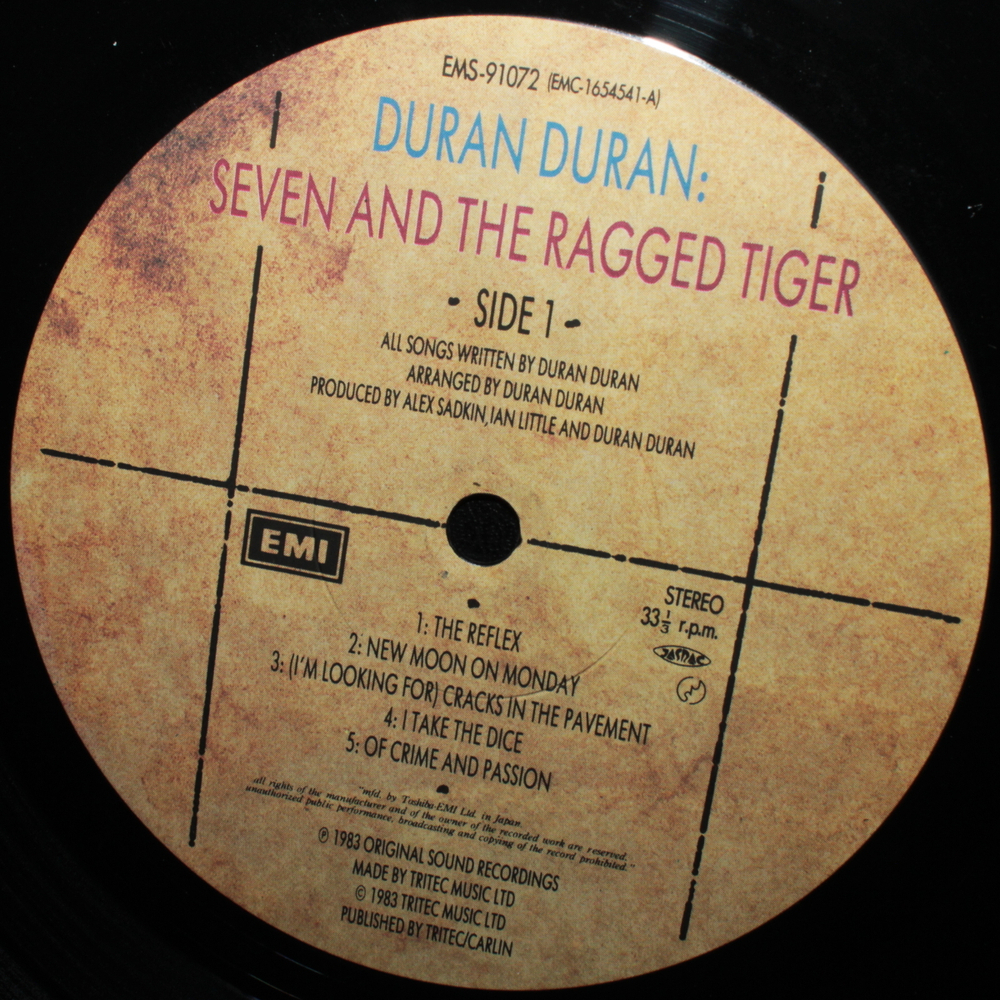 EMS-91072 (EMC-1654541-A)
DURAN DURAN:
SEVEN AND THE RAGGED TIGER
- SIDE 1 -
ALL SONGS WRITTEN BY DURAN DURAN
ARRANGED BY DURAN DURAN
PRODUCED BY ALEX SADKIN, IAN LITTLE AND DURAN DURAN
EMI
STEREO
33 1/3 r.p.m.
JASRAC
1: THE REFLEX
2: NEW MOON ON MONDAY
3: (I'M LOOKING FOR) CRACKS IN THE PAVEMENT
4: I TAKE THE DICE
5: OF CRIME AND PASSION
"mfd. by Toshiba-EMI Ltd. in Japan.
all rights of the manufacturer and of the owner of the recorded work are reserved.
unauthorized public performance, broadcasting and copying of the record prohibited."
℗ 1983 ORIGINAL SOUND RECORDINGS
MADE BY TRITEC MUSIC LTD
© 1983 TRITEC MUSIC LTD
PUBLISHED BY TRITEC/CARLIN